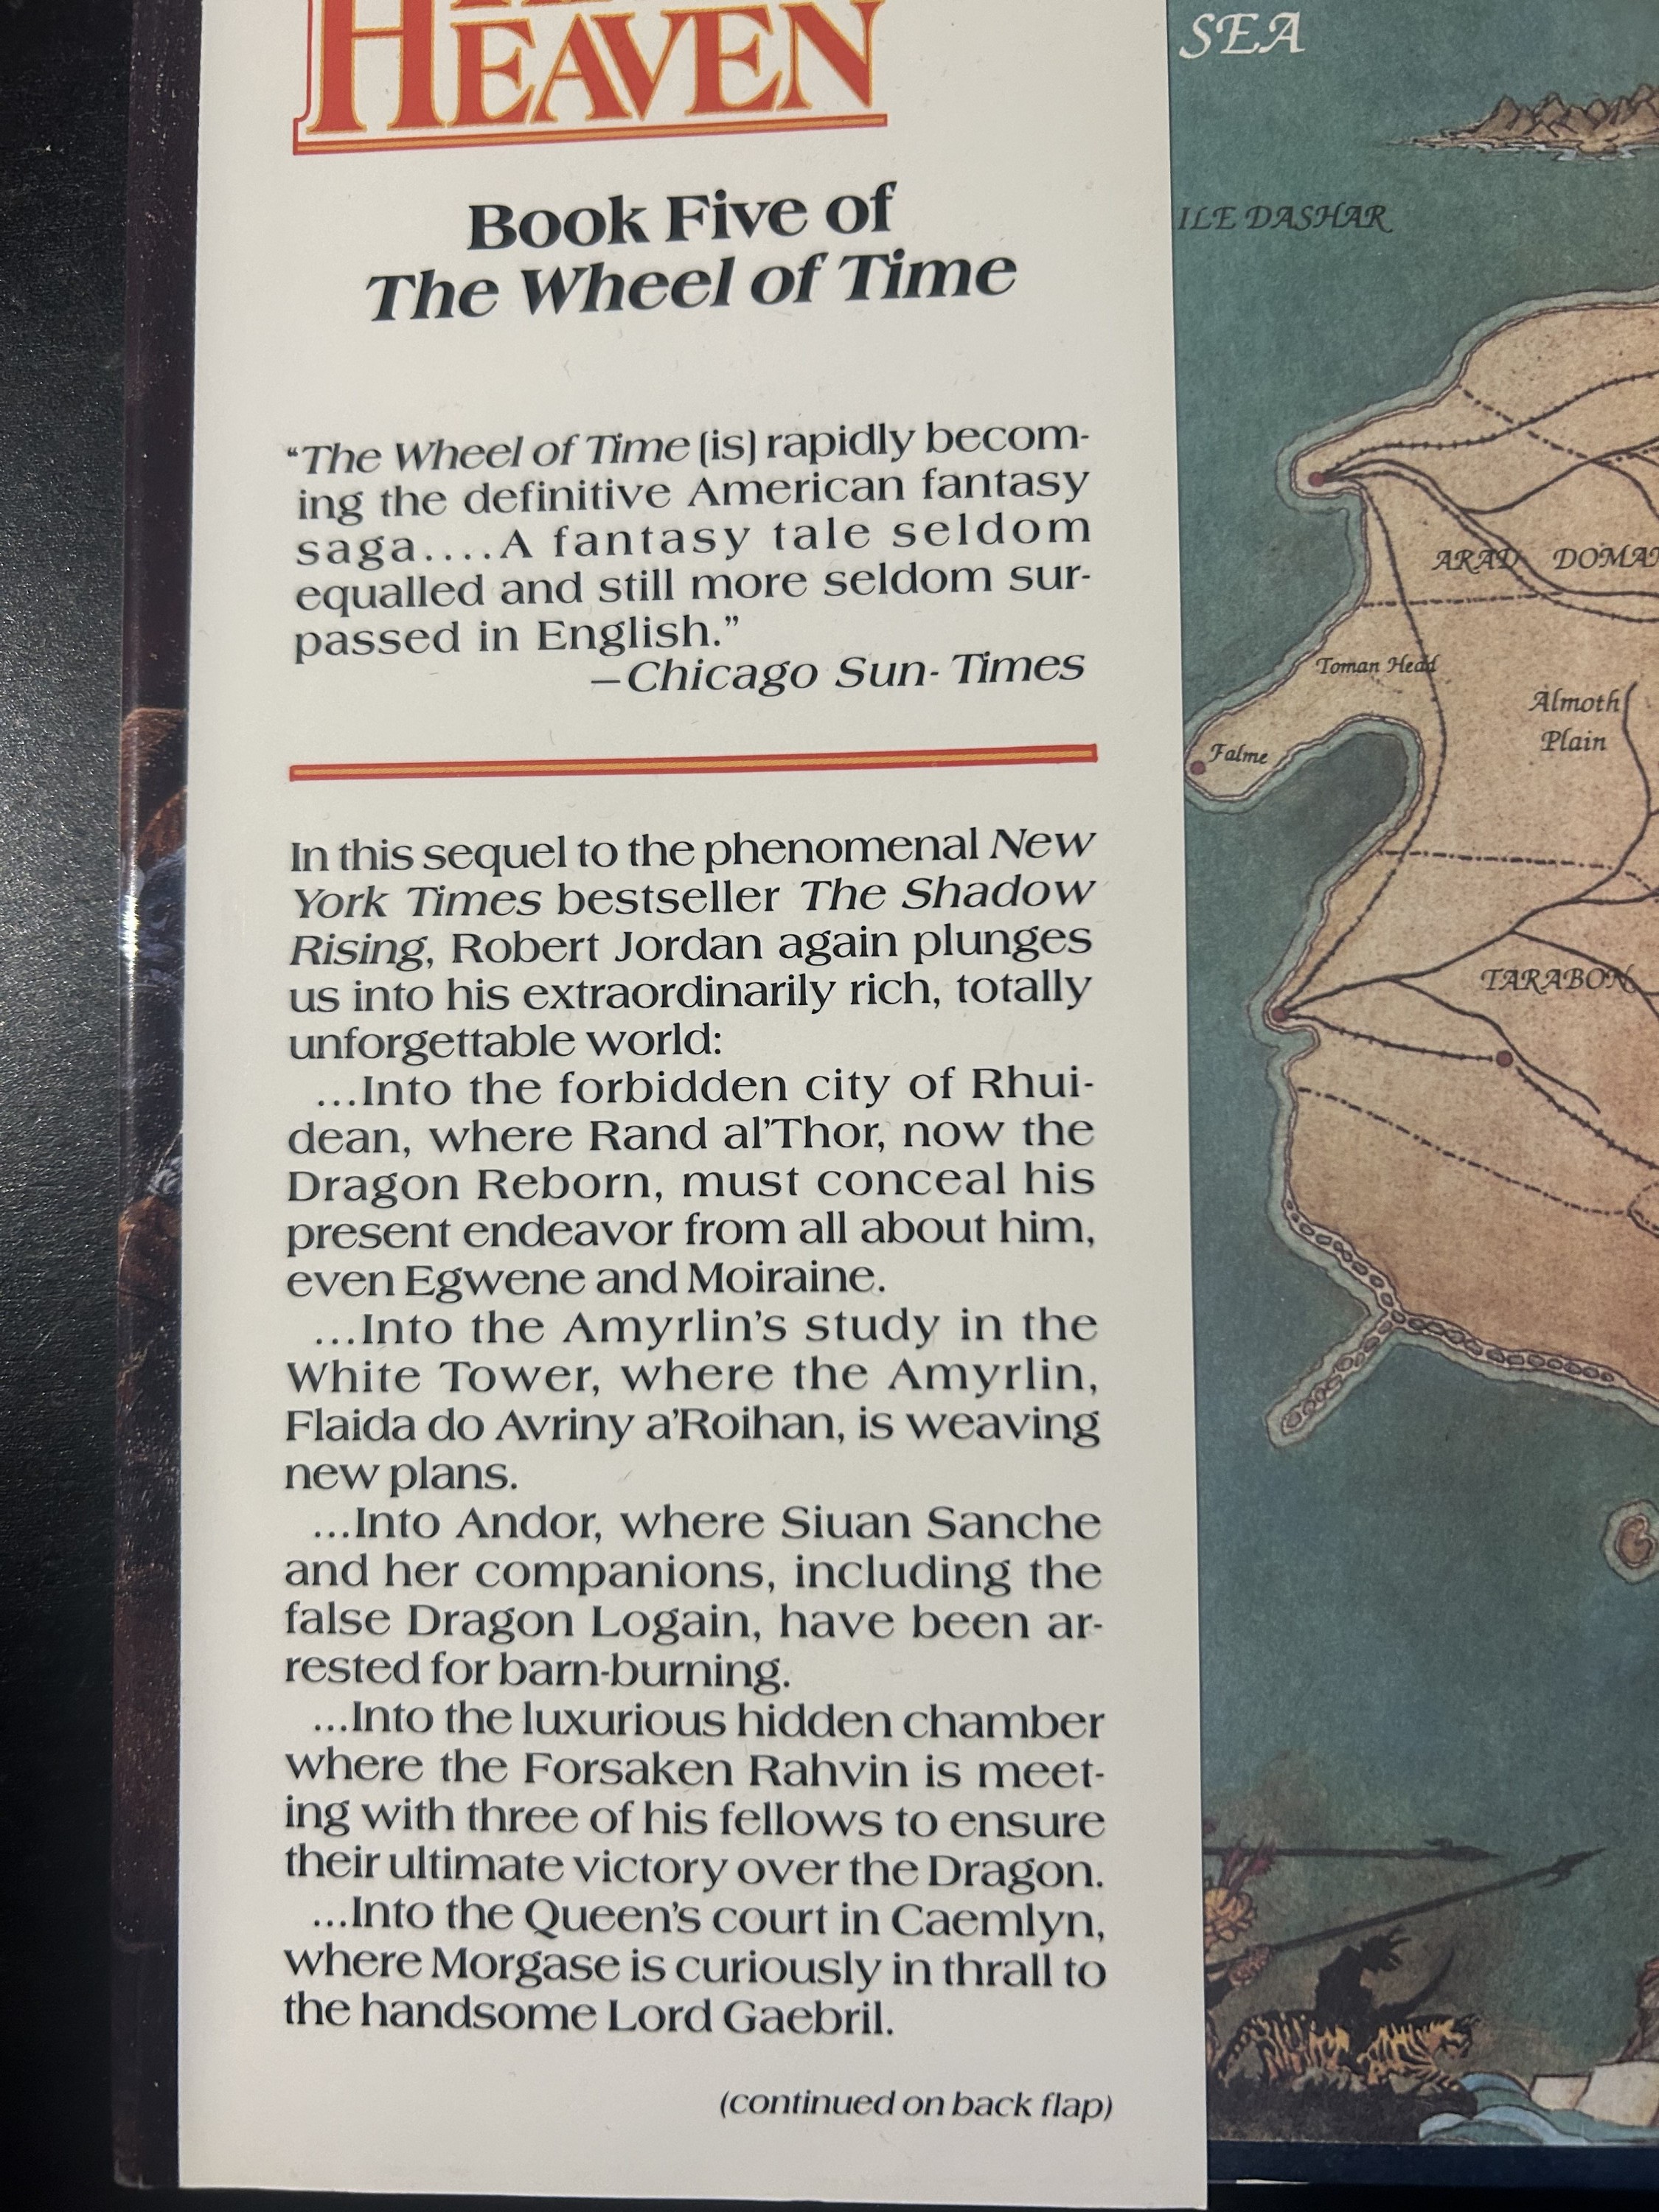 HEAVEN
Book Five of
The Wheel of Time
“The Wheel of Time [is] rapidly becom-
ing the definitive American fantasy
saga....A fantasy tale seldom
equalled and still more seldom sur-
passed in English.”
—Chicago Sun-Times
In this sequel to the phenomenal New
York Times bestseller The Shadow
Rising, Robert Jordan again plunges
us into his extraordinarily rich, totally
unforgettable world:
...Into the forbidden city of Rhui-
dean, where Rand al’Thor, now the
Dragon Reborn, must conceal his
present endeavor from all about him,
even Egwene and Moiraine.
...Into the Amyrlin’s study in the
White Tower, where the Amyrlin,
Flaida do Avriny a’Roihan, is weaving
new plans.
...Into Andor, where Siuan Sanche
and her companions, including the
false Dragon Logain, have been ar-
rested for barn-burning.
...Into the luxurious hidden chamber
where the Forsaken Rahvin is meet-
ing with three of his fellows to ensure
their ultimate victory over the Dragon.
...Into the Queen’s court in Caemlyn,
where Morgase is curiously in thrall to
the handsome Lord Gaebril.
(continued on back flap)
SEA
ILE DASHAR
ARAD DOMAN
Toman Head
Almoth
Plain
Falme
TARABON